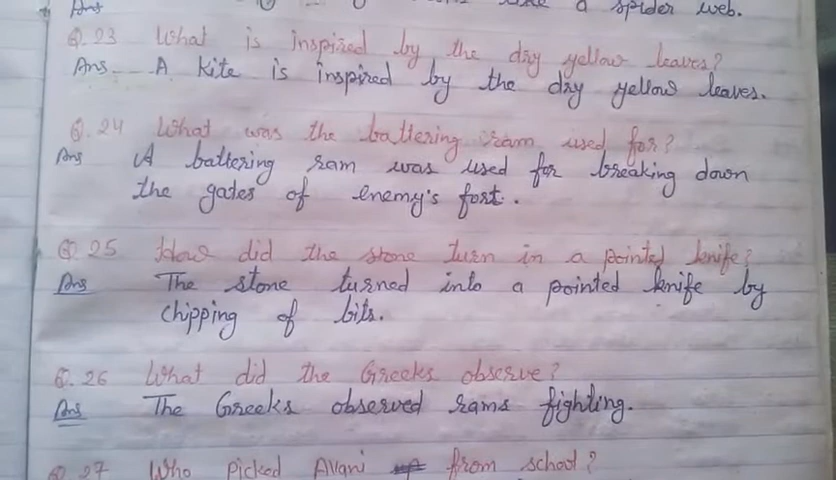 Ans a spider web.
Q.23 What is inspired by the dry yellow leaves?
Ans. A kite is inspired by the dry yellow leaves.
Q.24 What was the battering ram used for?
Ans A battering ram was used for breaking down
the gates of enemy's fort.
Q 25 How did the stone turn in a pointed knife?
Ans The stone turned into a pointed knife by
chipping of bits.
Q.26 What did the Greeks observe?
Ans The Greeks observed rams fighting.
Q 27 Who picked Avani from school?